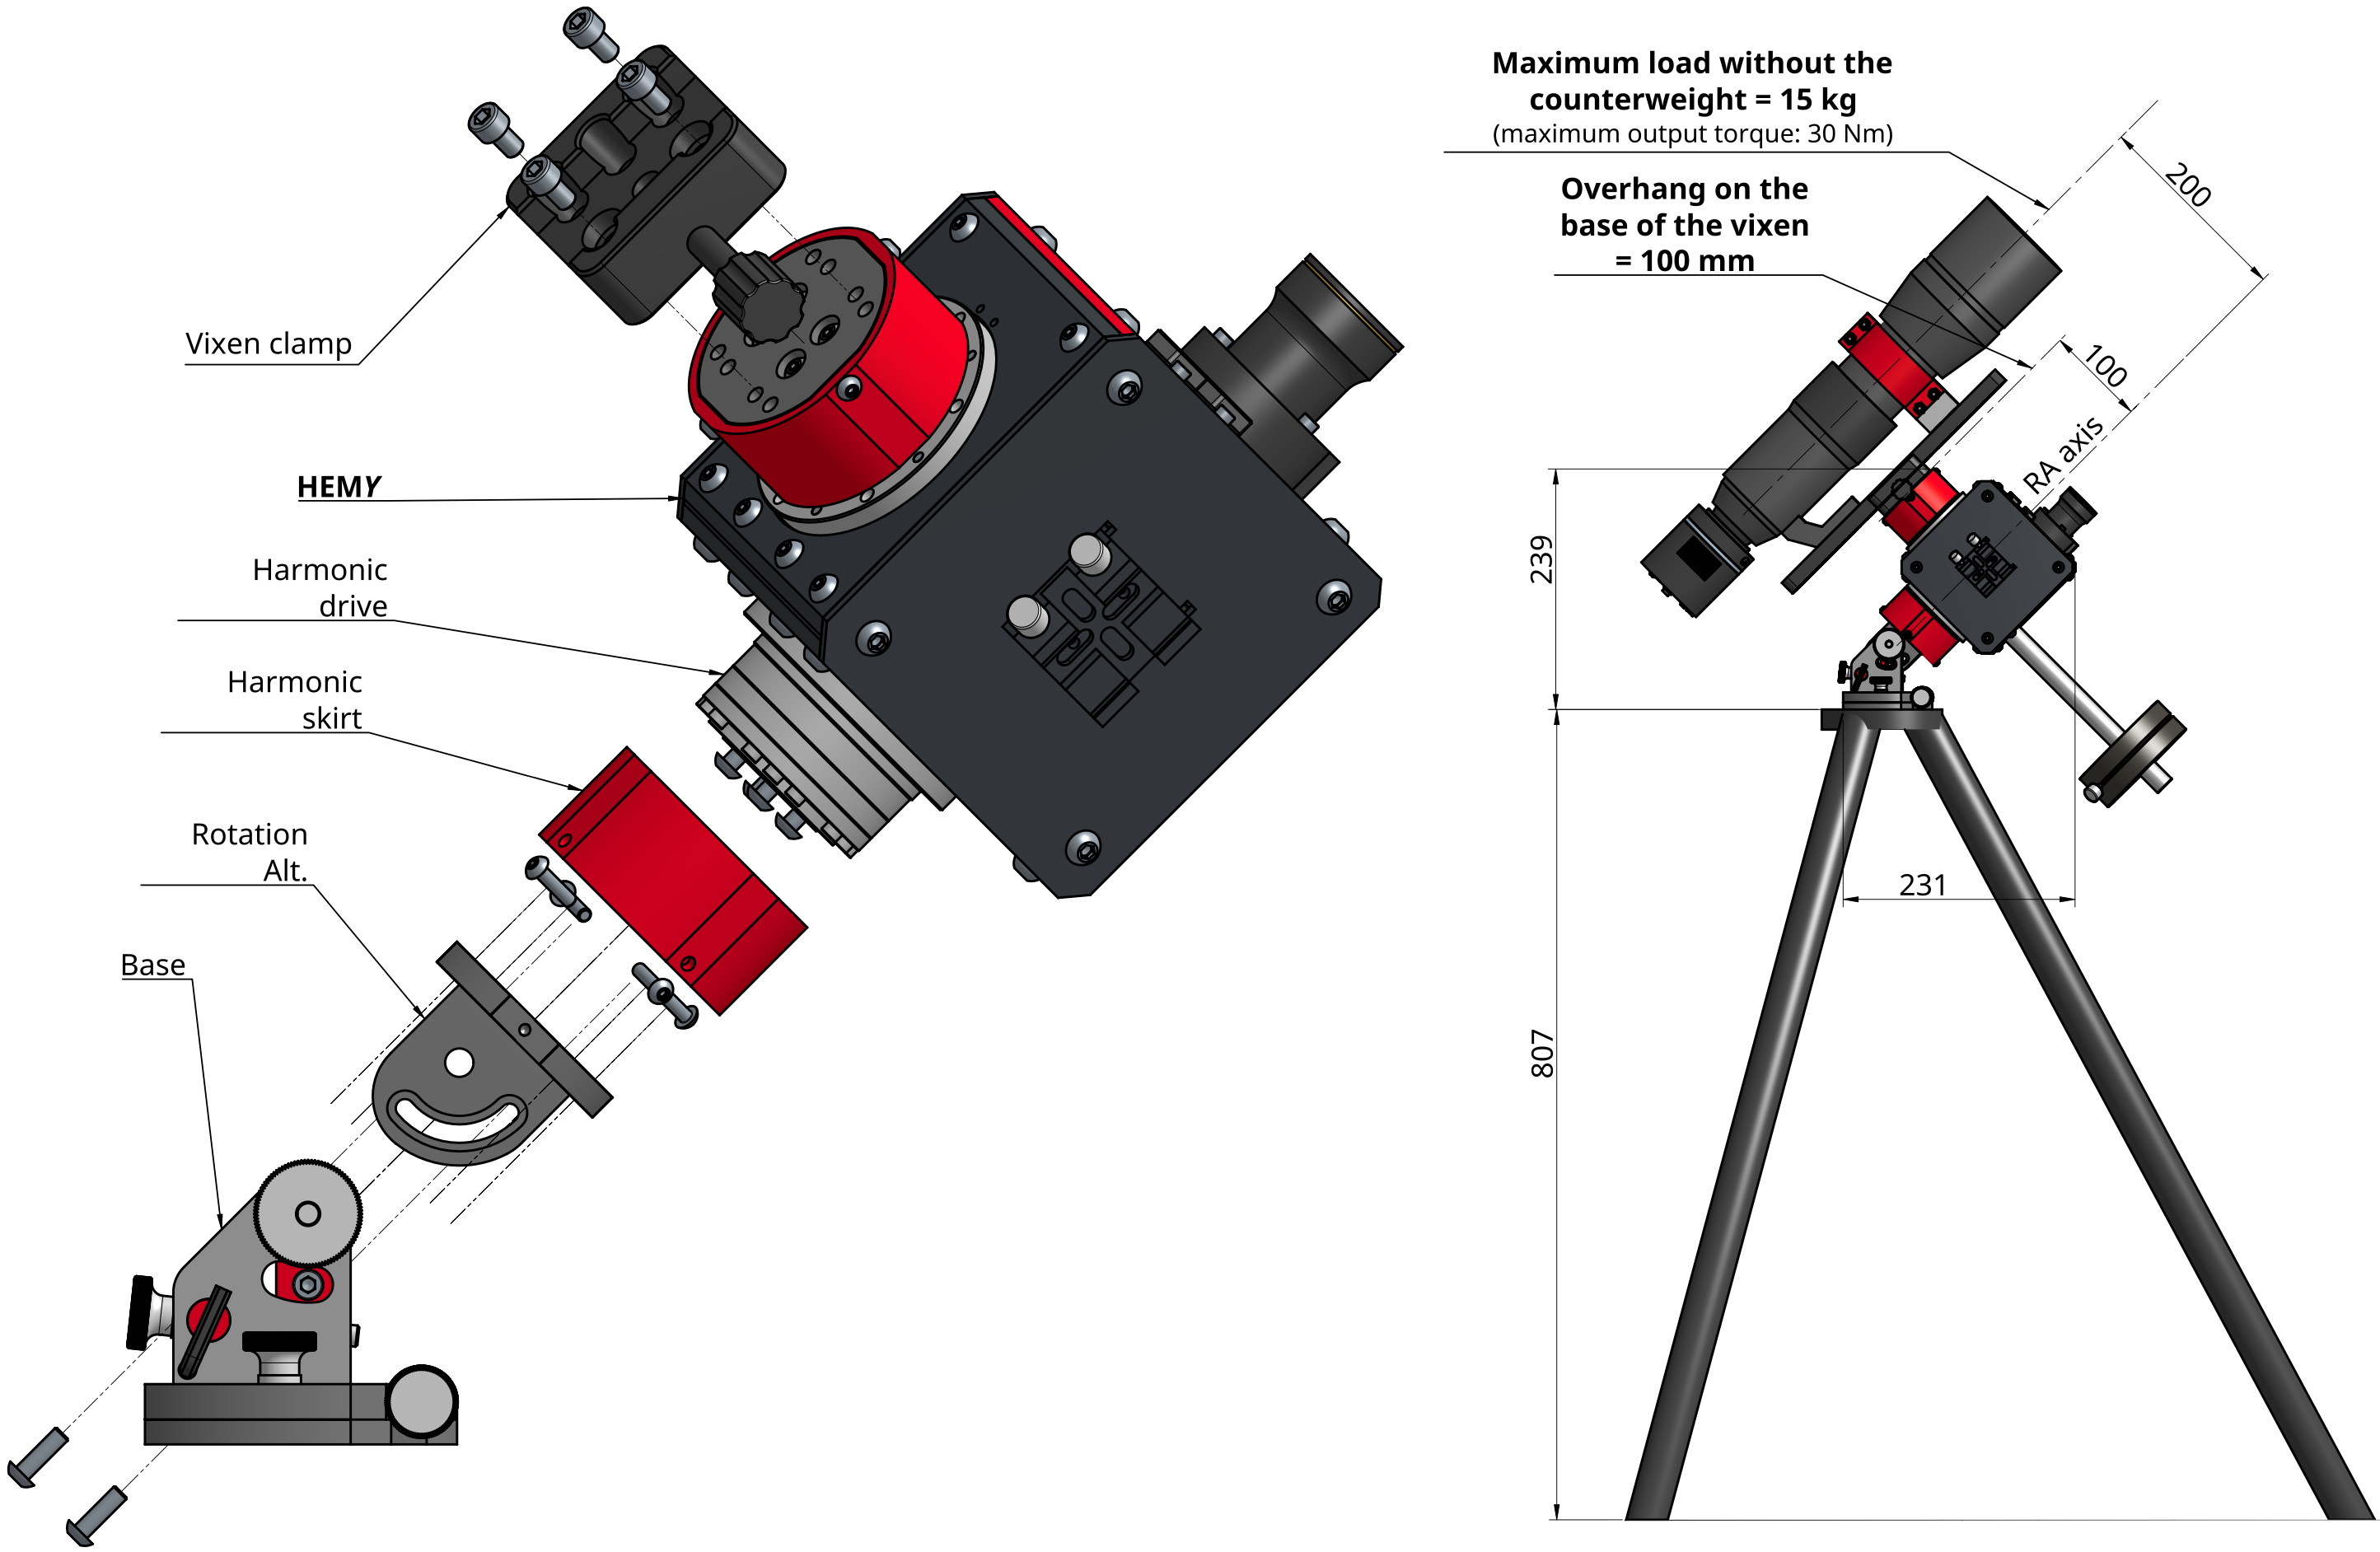 Maximum load without the
counterweight = 15 kg
(maximum output torque: 30 Nm)
Overhang on the
base of the vixen
= 100 mm
200
100
RA axis
239
231
807
Vixen clamp
HEMY
Harmonic
drive
Harmonic
skirt
Rotation
Alt.
Base